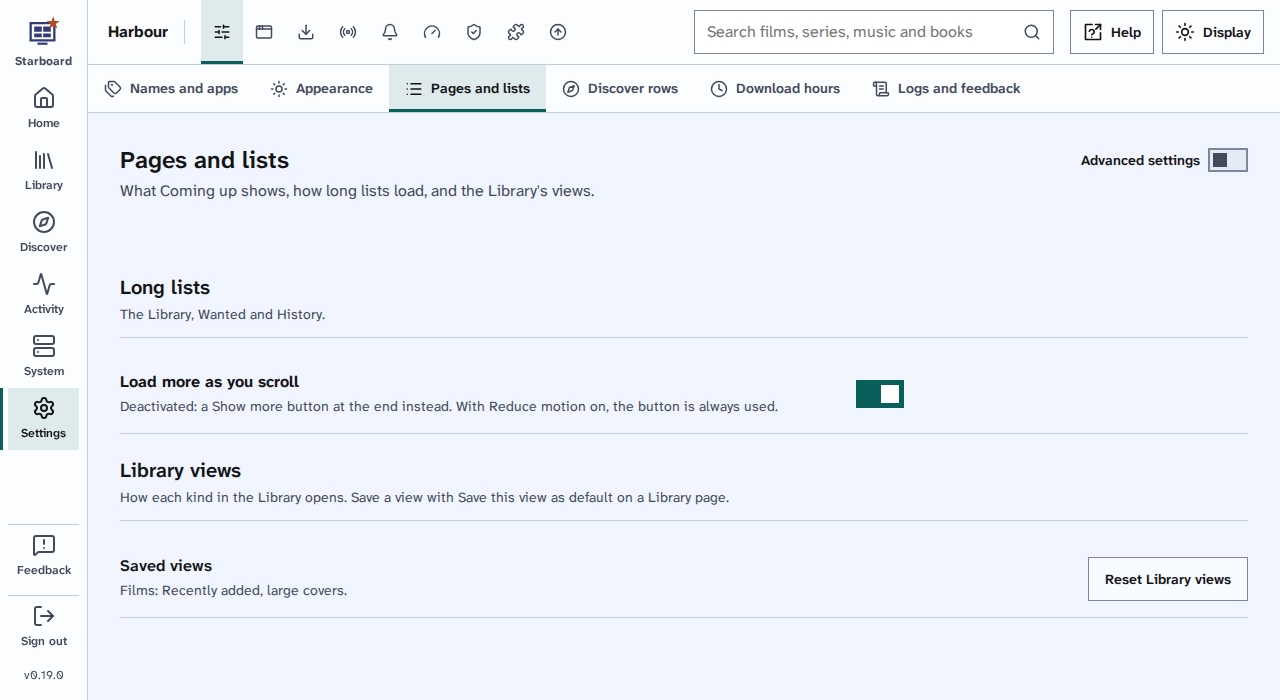 Starboard
Home
Library
Discover
Activity
System
Settings
Feedback
Sign out
v0.19.0
Harbour
Search films, series, music and books
Help
Display
Names and apps
Appearance
Pages and lists
Discover rows
Download hours
Logs and feedback
Pages and lists
What Coming up shows, how long lists load, and the Library's views.
Advanced settings
Long lists
The Library, Wanted and History.
Load more as you scroll
Deactivated: a Show more button at the end instead. With Reduce motion on, the button is always used.
Library views
How each kind in the Library opens. Save a view with Save this view as default on a Library page.
Saved views
Films: Recently added, large covers.
Reset Library views